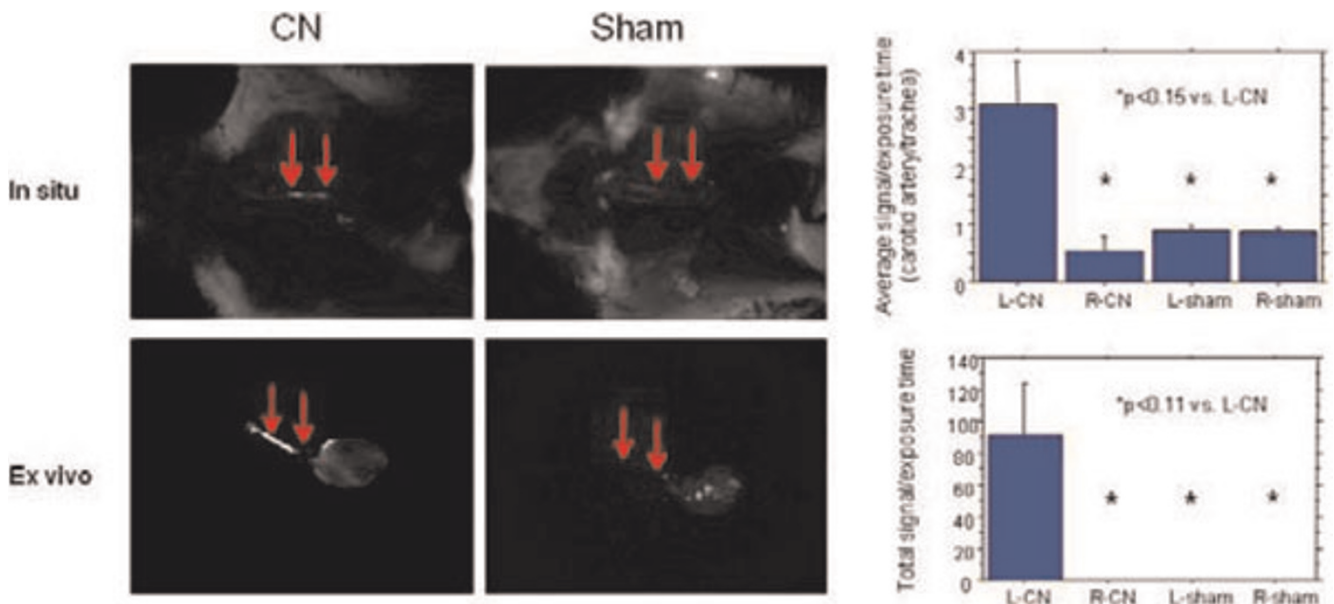 CN
Sham
In situ
Ex vivo
Average signal/exposure time
(carotid artery/trachea)
4
3
2
1
0
*p<0.15 vs. L-CN
*
*
*
L-CN
R-CN
L-sham
R-sham
Total signal/exposure time
140
120
100
80
60
40
20
0
*p<0.11 vs. L-CN
*
*
*
L-CN
R-CN
L-sham
R-sham